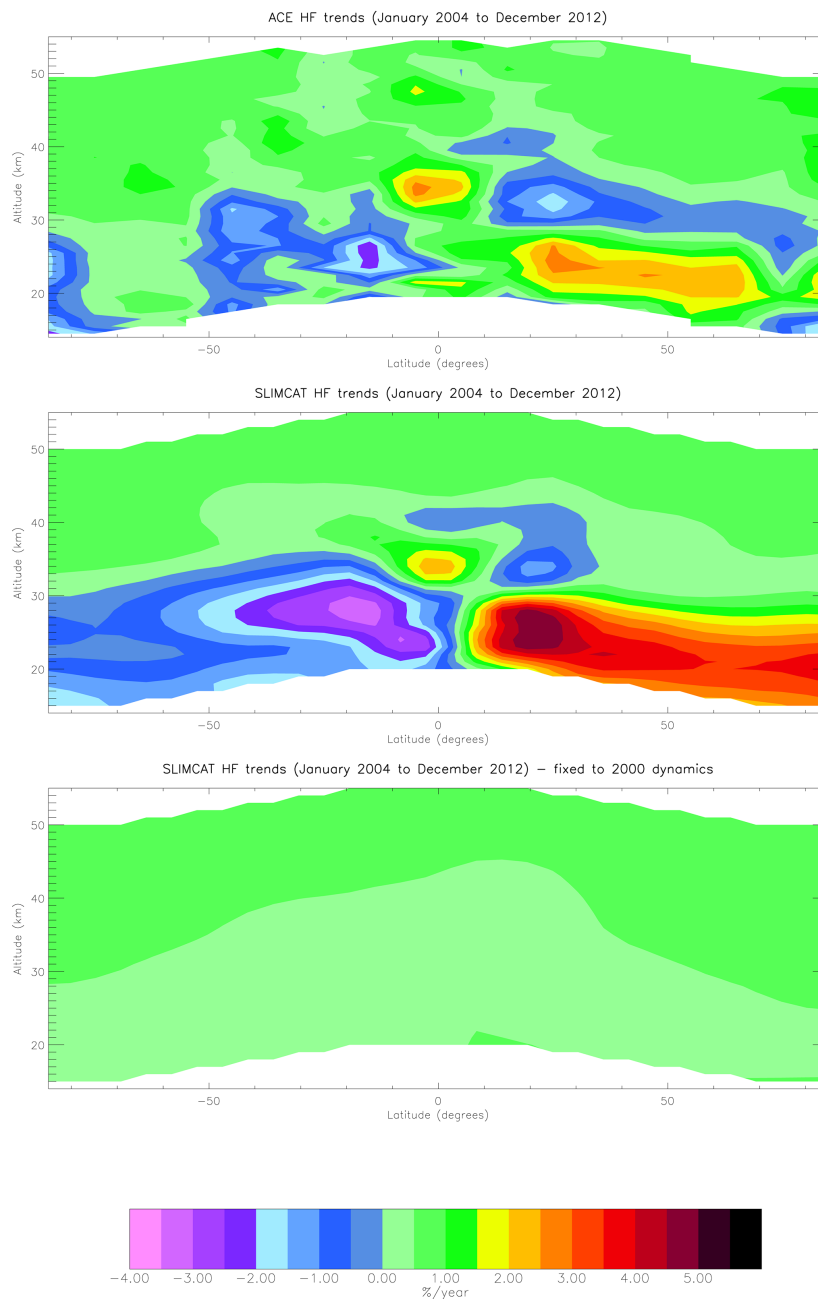 ACE HF trends (January 2004 to December 2012)
50
40
30
20
Altitude (km)
−50 0 50
Latitude (degrees)
SLIMCAT HF trends (January 2004 to December 2012)
50
40
30
20
Altitude (km)
−50 0 50
Latitude (degrees)
SLIMCAT HF trends (January 2004 to December 2012) − fixed to 2000 dynamics
50
40
30
20
Altitude (km)
−50 0 50
Latitude (degrees)
−4.00 −3.00 −2.00 −1.00 0.00 1.00 2.00 3.00 4.00 5.00
%/year